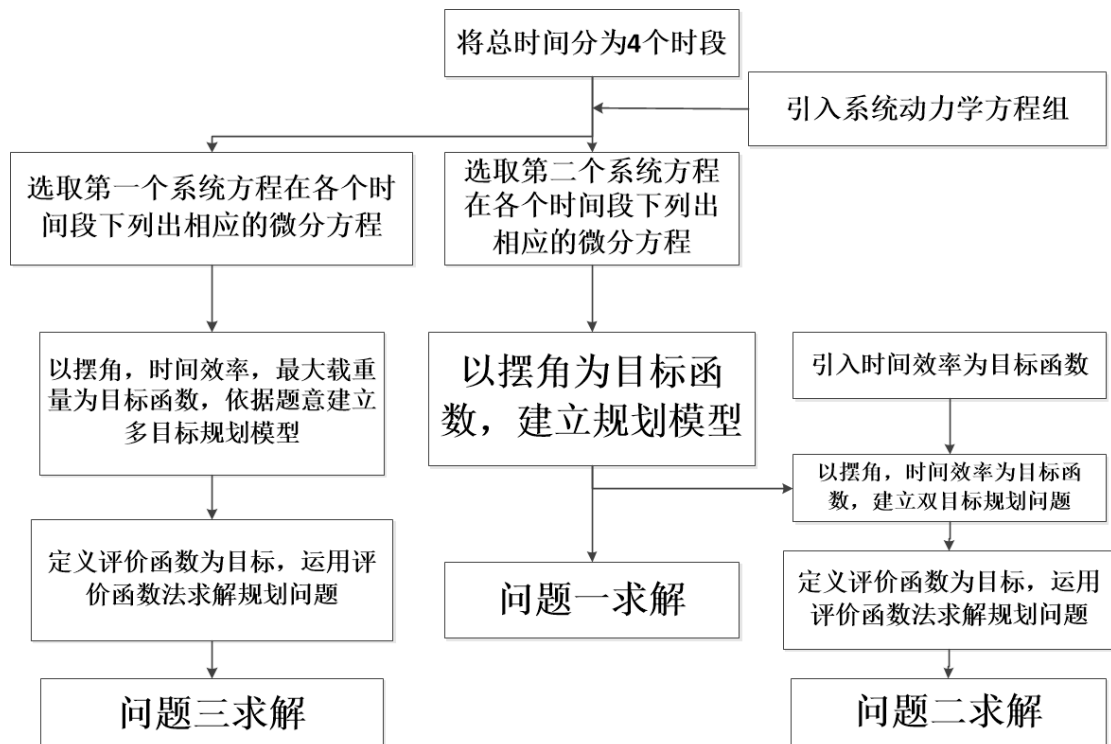 将总时间分为4个时段
引入系统动力学方程组
选取第一个系统方程在各个时
间段下列出相应的微分方程
选取第二个系统方程
在各个时间段下列出
相应的微分方程
以摆角，时间效率，最大载重
量为目标函数，依据题意建立
多目标规划模型
以摆角为目标函
数，建立规划模型
引入时间效率为目标函数
以摆角，时间效率为目标函
数，建立双目标规划问题
定义评价函数为目标，运用评
价函数法求解规划问题
问题一求解
定义评价函数为目标，运用
评价函数法求解规划问题
问题三求解
问题二求解